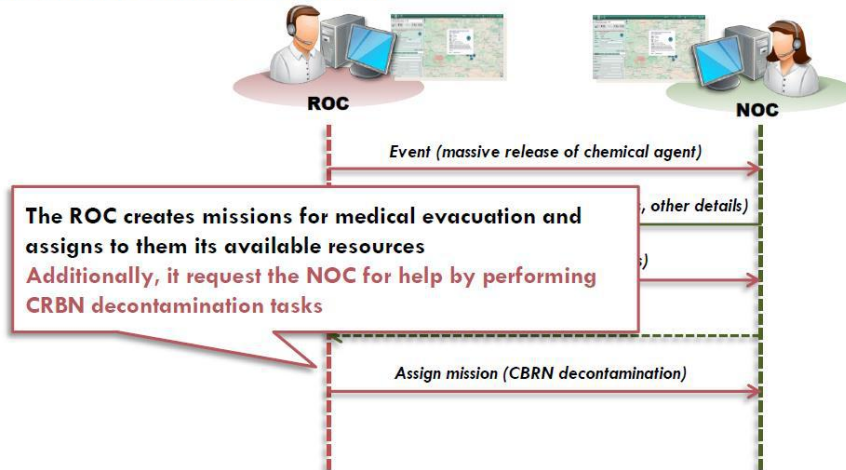 ROC
NOC
Event (massive release of chemical agent)
, other details)
The ROC creates missions for medical evacuation and
assigns to them its available resources
Additionally, it request the NOC for help by performing
CRBN decontamination tasks
)
Assign mission (CBRN decontamination)